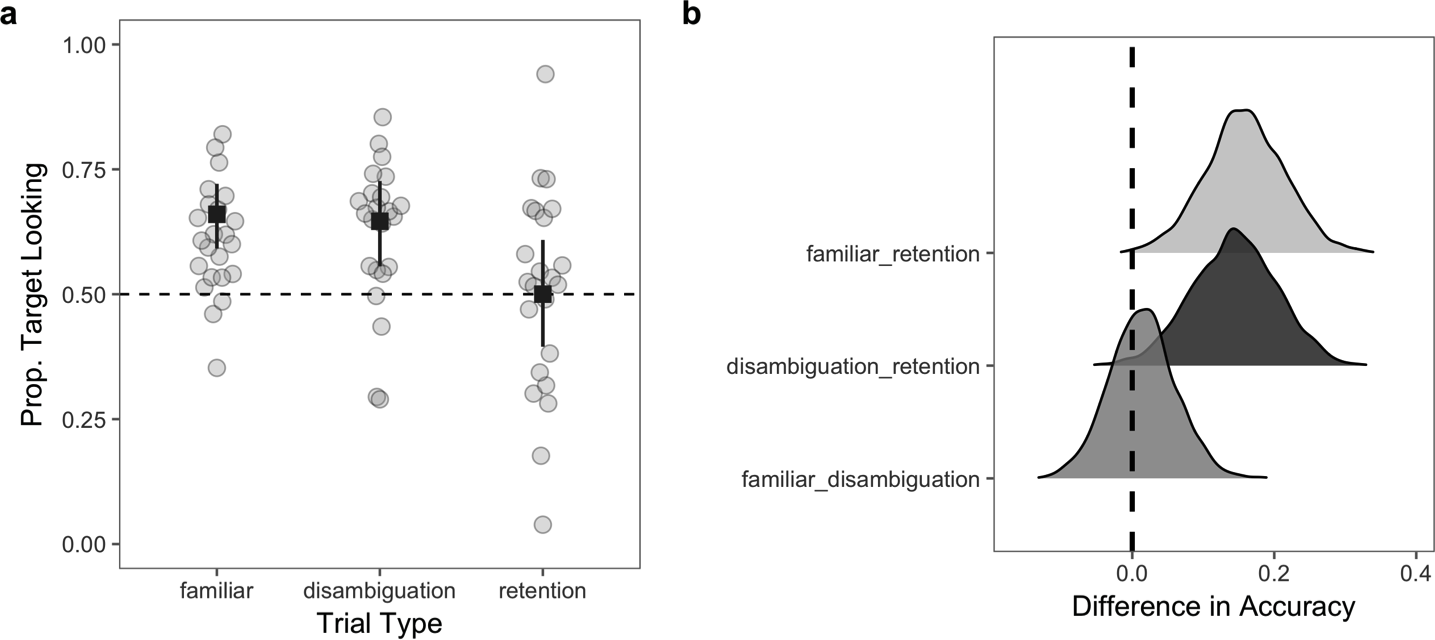 a
1.00
0.75
0.50
0.25
0.00
Prop. Target Looking
familiar disambiguation retention
Trial Type
b
familiar_retention
disambiguation_retention
familiar_disambiguation
0.0 0.2 0.4
Difference in Accuracy